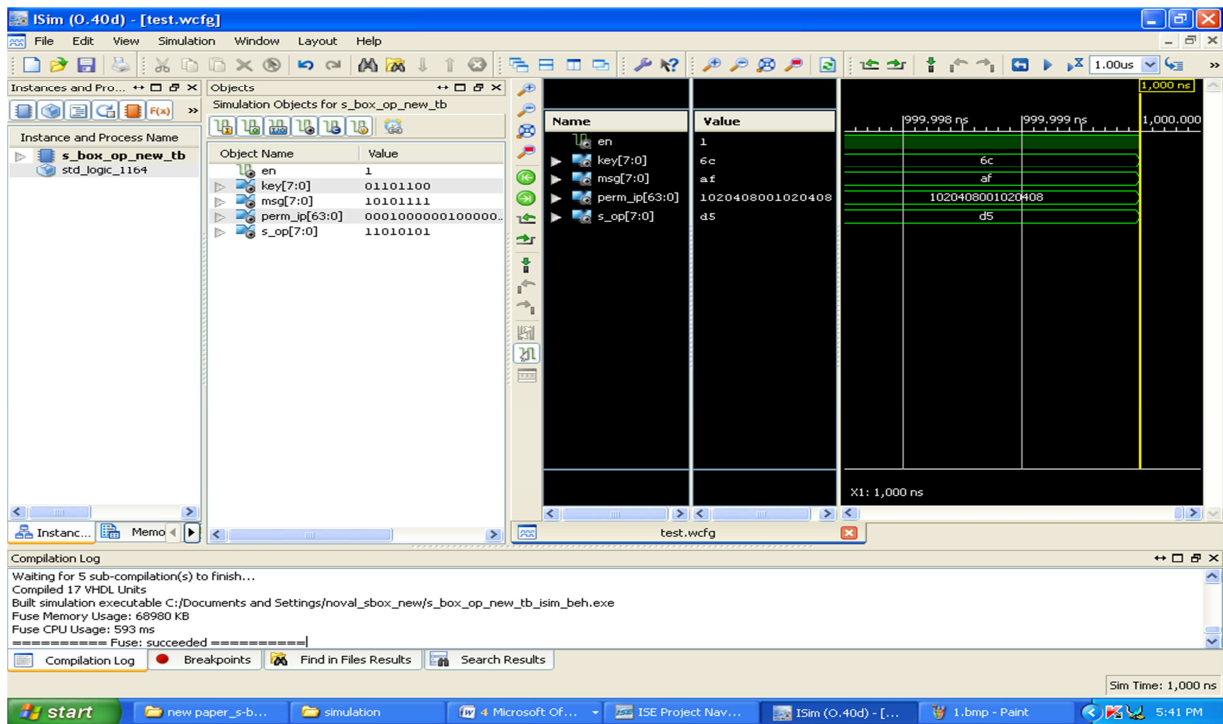 ISim (O.40d) - [test.wcfg]
File Edit View Simulation Window Layout Help
1.00us
Instances and Pro...
Instance and Process Name
s_box_op_new_tb
std_logic_1164
Instanc... Memo
Objects
Simulation Objects for s_box_op_new_tb
Object Name Value
en 1
key[7:0] 01101100
msg[7:0] 10101111
perm_ip[63:0] 0001000000100000...
s_op[7:0] 11010101
Name Value
en 1
key[7:0] 6c
msg[7:0] af
perm_ip[63:0] 1020408001020408
s_op[7:0] d5
1,000 ns
999.998 ns 999.999 ns 1,000.000
6c
af
1020408001020408
d5
X1: 1,000 ns
test.wcfg
Compilation Log
Waiting for 5 sub-compilation(s) to finish...
Compiled 17 VHDL Units
Built simulation executable C:/Documents and Settings/noval_sbox_new/s_box_op_new_tb_isim_beh.exe
Fuse Memory Usage: 68980 KB
Fuse CPU Usage: 593 ms
========== Fuse: succeeded ==========
Compilation Log Breakpoints Find in Files Results Search Results
Sim Time: 1,000 ns
start new paper_s-b... simulation 4 Microsoft Of... ISE Project Nav... ISim (O.40d) - [... 1.bmp - Paint 5:41 PM